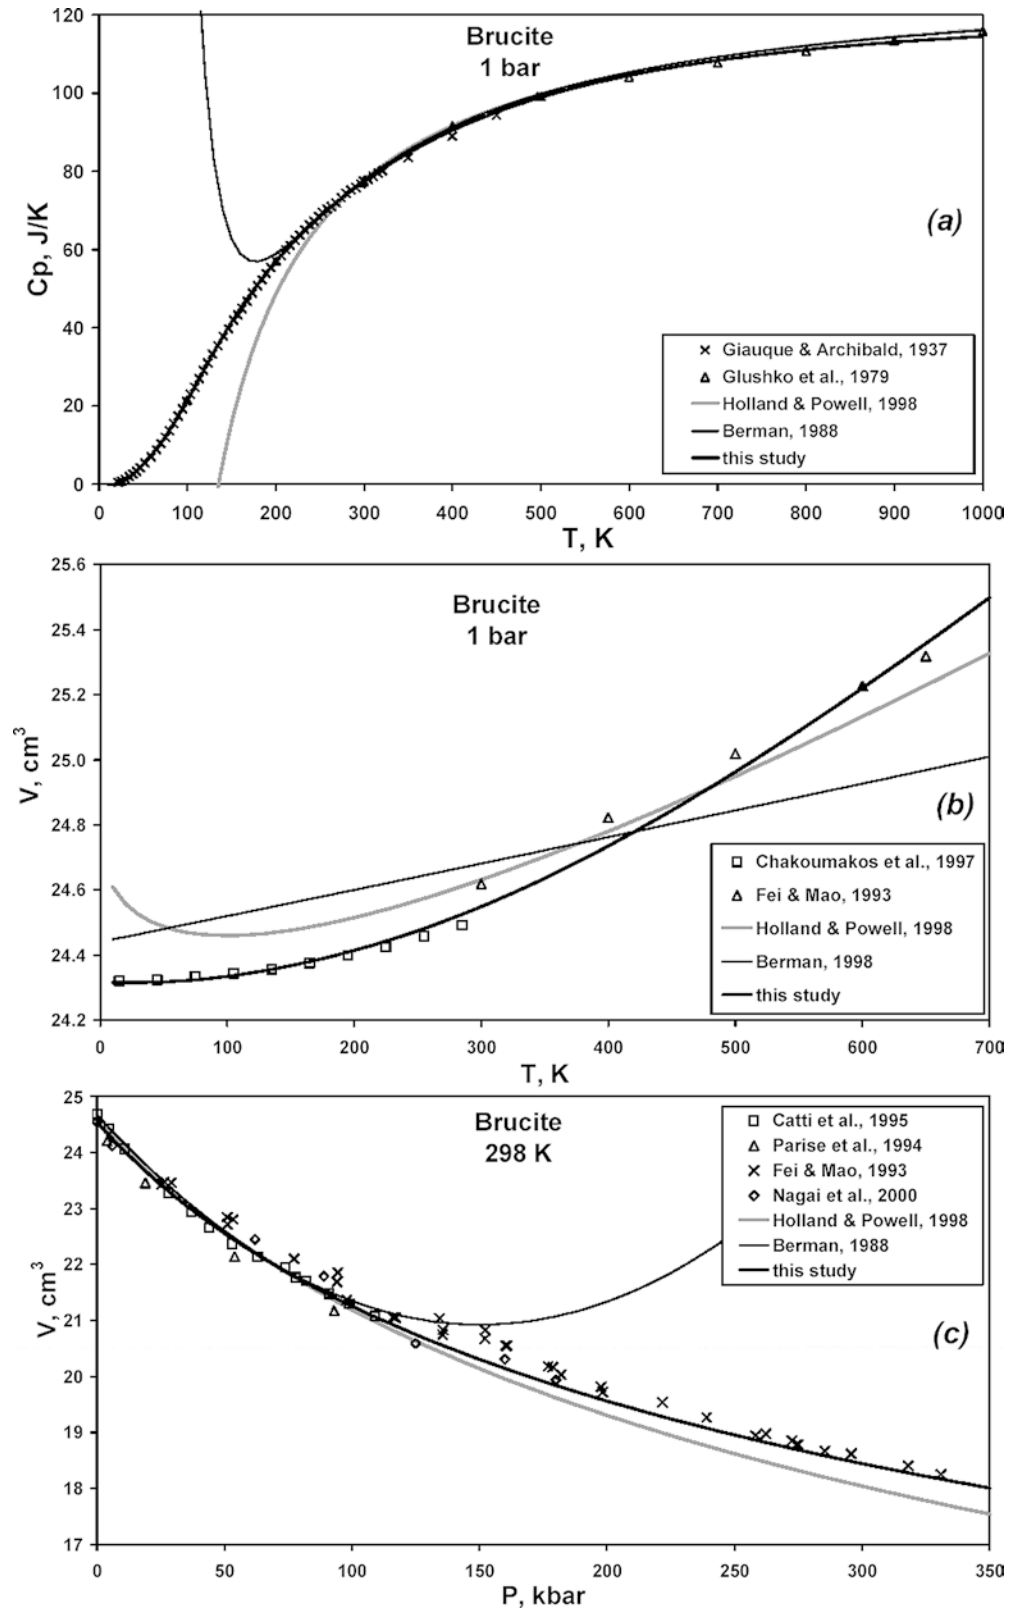 120
100
80
60
40
20
0
Cp, J/K
Brucite
1 bar
(a)
Giauque & Archibald, 1937
Glushko et al., 1979
Holland & Powell, 1998
Berman, 1988
this study
0 100 200 300 400 500 600 700 800 900 1000
T, K
25.6
25.4
25.2
25.0
24.8
24.6
24.4
24.2
V, cm³
Brucite
1 bar
(b)
Chakoumakos et al., 1997
Fei & Mao, 1993
Holland & Powell, 1998
Berman, 1998
this study
0 100 200 300 400 500 600 700
T, K
25
24
23
22
21
20
19
18
17
V, cm³
Brucite
298 K
Catti et al., 1995
Parise et al., 1994
Fei & Mao, 1993
Nagai et al., 2000
Holland & Powell, 1998
Berman, 1988
this study
(c)
0 50 100 150 200 250 300 350
P, kbar